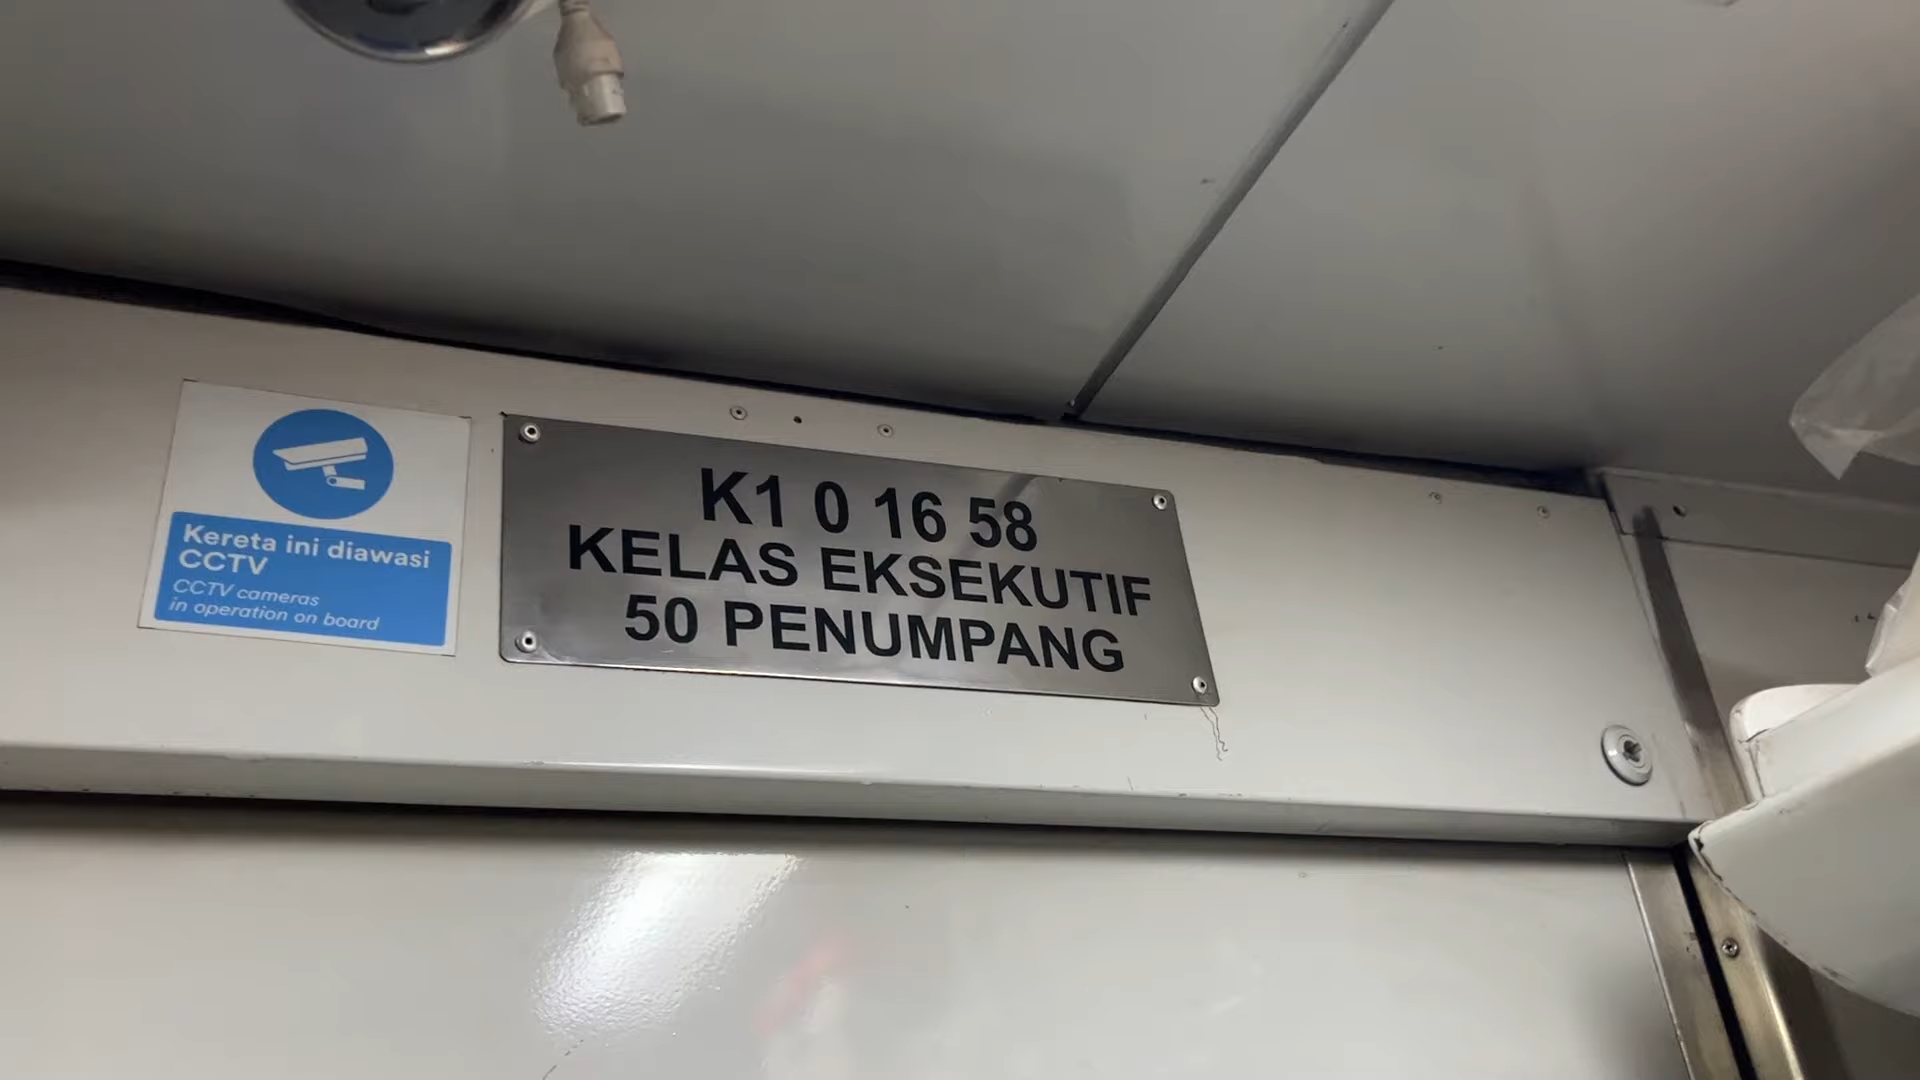 Kereta ini diawasi
CCTV
CCTV cameras
in operation on board
K1 0 16 58
KELAS EKSEKUTIF
50 PENUMPANG